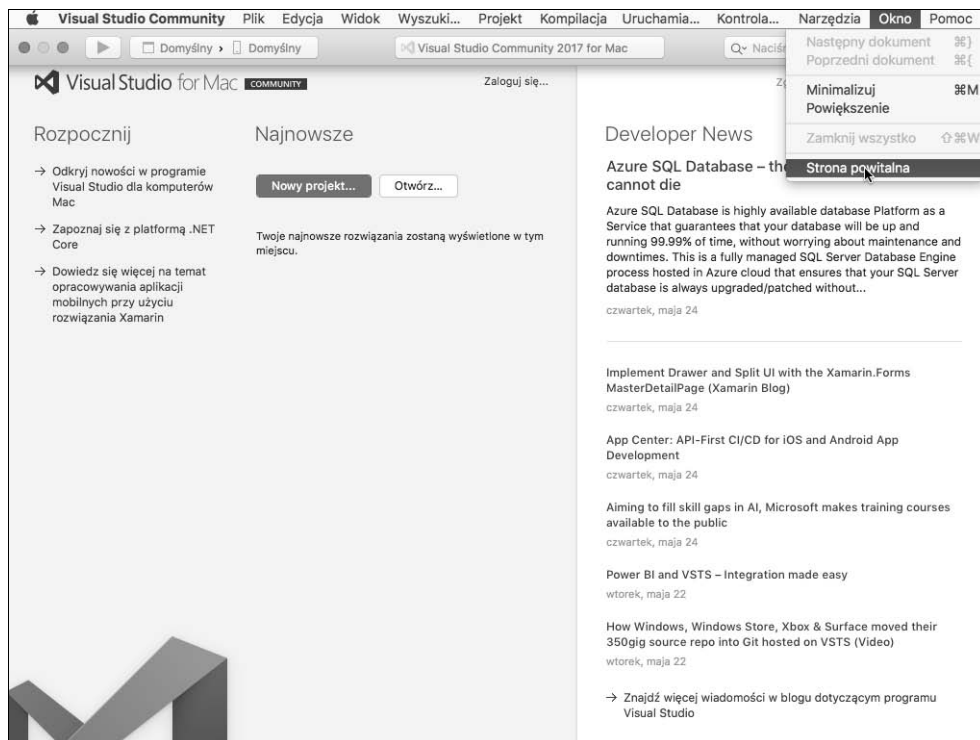 Visual Studio Community Plik Edycja Widok Wyszuki... Projekt Kompilacja Uruchamia... Kontrola... Narzędzia Okno Pomoc
Domyślny › Domyślny
Visual Studio Community 2017 for Mac
Naciś
Następny dokument ⌘}
Poprzedni dokument ⌘{
Minimalizuj ⌘M
Powiększenie
Zamknij wszystko ⇧⌘W
Strona powitalna
Visual Studio for Mac COMMUNITY
Zaloguj się...
Rozpocznij
→ Odkryj nowości w programie
Visual Studio dla komputerów
Mac
→ Zapoznaj się z platformą .NET
Core
→ Dowiedz się więcej na temat
opracowywania aplikacji
mobilnych przy użyciu
rozwiązania Xamarin
Najnowsze
Nowy projekt... Otwórz...
Twoje najnowsze rozwiązania zostaną wyświetlone w tym
miejscu.
Developer News
Azure SQL Database – the
cannot die
Azure SQL Database is highly available database Platform as a
Service that guarantees that your database will be up and
running 99.99% of time, without worrying about maintenance and
downtimes. This is a fully managed SQL Server Database Engine
process hosted in Azure cloud that ensures that your SQL Server
database is always upgraded/patched without...
czwartek, maja 24
Implement Drawer and Split UI with the Xamarin.Forms
MasterDetailPage (Xamarin Blog)
czwartek, maja 24
App Center: API-First CI/CD for iOS and Android App
Development
czwartek, maja 24
Aiming to fill skill gaps in AI, Microsoft makes training courses
available to the public
czwartek, maja 24
Power BI and VSTS – Integration made easy
wtorek, maja 22
How Windows, Windows Store, Xbox & Surface moved their
350gig source repo into Git hosted on VSTS (Video)
wtorek, maja 22
→ Znajdź więcej wiadomości w blogu dotyczącym programu
Visual Studio